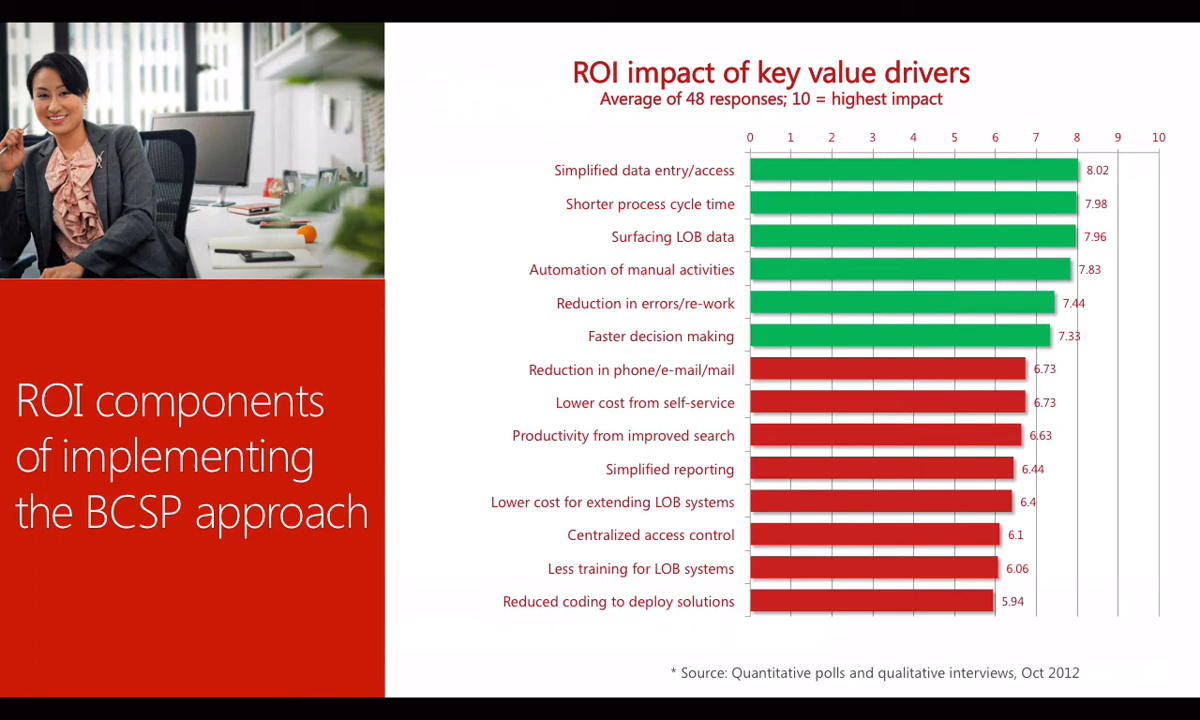 ROI components
of implementing
the BCSP approach
ROI impact of key value drivers
Average of 48 responses; 10 = highest impact
0 1 2 3 4 5 6 7 8 9 10
Simplified data entry/access 8.02
Shorter process cycle time 7.98
Surfacing LOB data 7.96
Automation of manual activities 7.83
Reduction in errors/re-work 7.44
Faster decision making 7.33
Reduction in phone/e-mail/mail 6.73
Lower cost from self-service 6.73
Productivity from improved search 6.63
Simplified reporting 6.44
Lower cost for extending LOB systems 6.4
Centralized access control 6.1
Less training for LOB systems 6.06
Reduced coding to deploy solutions 5.94
* Source: Quantitative polls and qualitative interviews, Oct 2012